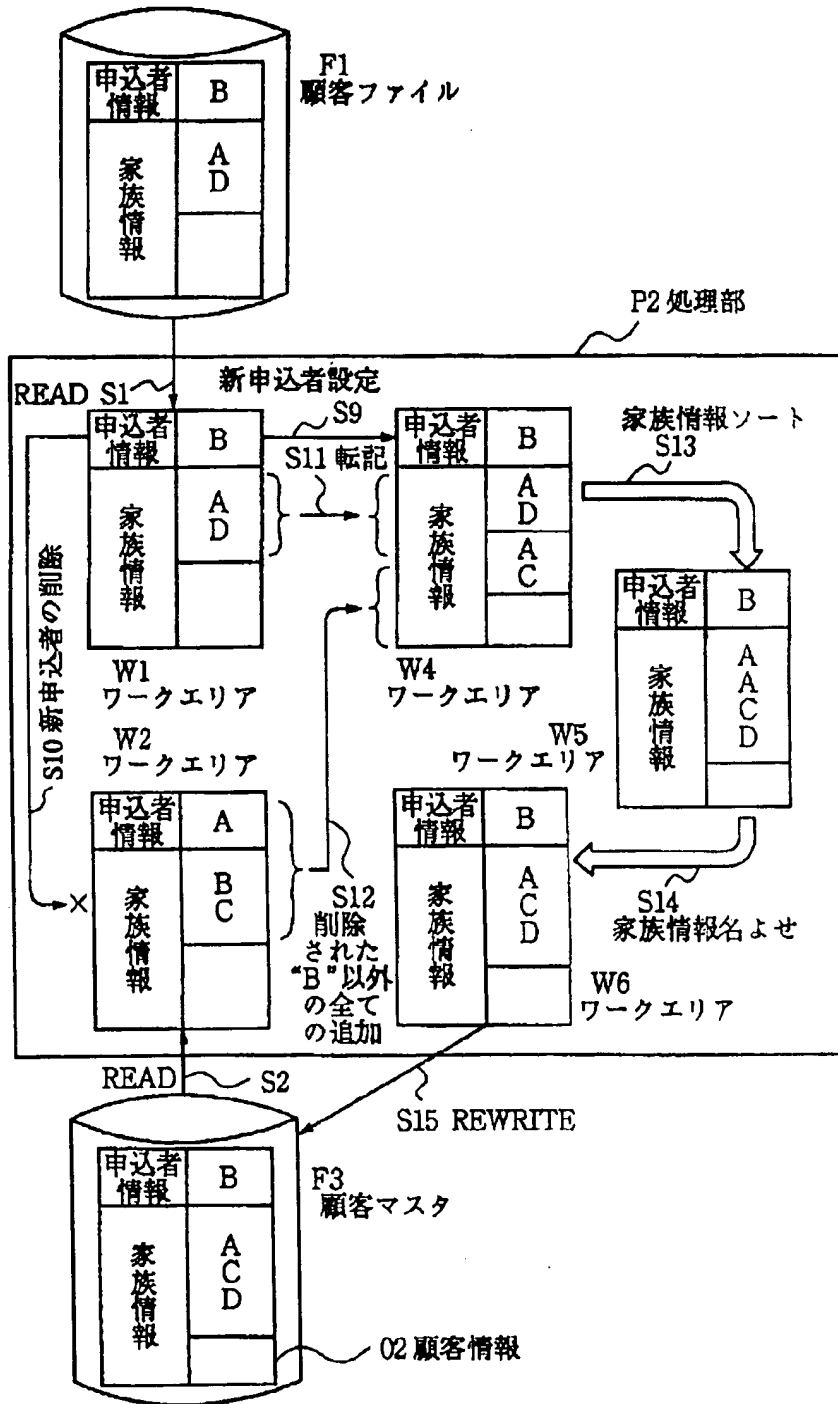 F1
顧客ファイル
申込者
情報
B
家族情報
A
D
P2 処理部
READ S1
新申込者設定
S9
申込者
情報
B
家族情報
A
D
S11 転記
申込者
情報
B
家族情報
A
D
A
C
家族情報ソート
S13
S10 新申込者の削除
W1
ワークエリア
W4
ワークエリア
申込者
情報
B
家族情報
A
A
C
D
W2
ワークエリア
W5
ワークエリア
申込者
情報
A
家族情報
B
C
×
S12
削除
された
“B”以外
の全て
の追加
申込者
情報
B
家族情報
A
C
D
S14
家族情報名よせ
W6
ワークエリア
READ
S2
S15 REWRITE
F3
顧客マスタ
申込者
情報
B
家族情報
A
C
D
02 顧客情報